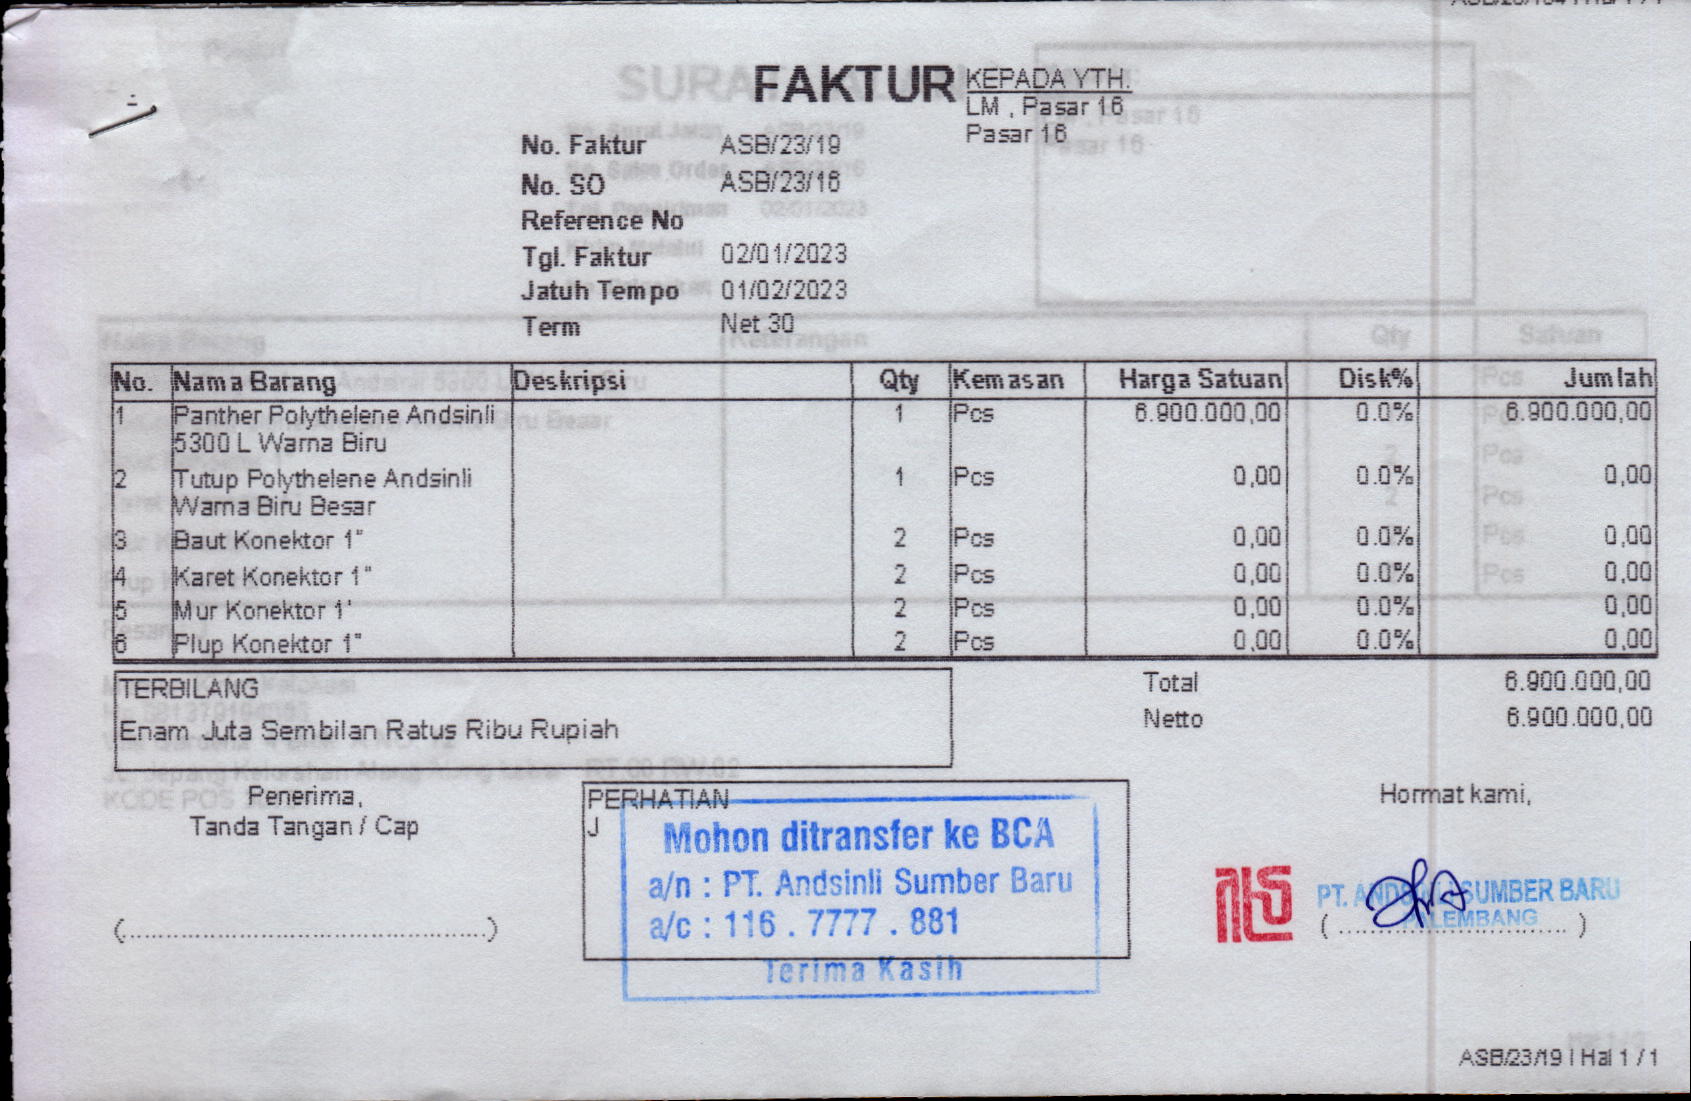 FAKTUR
KEPADA YTH.
LM , Pasar 16
Pasar 16
No. Faktur ASB/23/19
No. SO ASB/23/16
Reference No
Tgl. Faktur 02/01/2023
Jatuh Tempo 01/02/2023
Term Net 30
No. Nama Barang Deskripsi Qty Kemasan Harga Satuan Disk% Jumlah
1 Panther Polythelene Andsinli 1 Pcs 6.900.000,00 0.0% 6.900.000,00
5300 L Warna Biru
2 Tutup Polythelene Andsinli 1 Pcs 0,00 0.0% 0,00
Warna Biru Besar
3 Baut Konektor 1" 2 Pcs 0,00 0.0% 0,00
4 Karet Konektor 1" 2 Pcs 0,00 0.0% 0,00
5 Mur Konektor 1' 2 Pcs 0,00 0.0% 0,00
6 Plup Konektor 1" 2 Pcs 0,00 0.0% 0,00
TERBILANG
Enam Juta Sembilan Ratus Ribu Rupiah
Total 6.900.000,00
Netto 6.900.000,00
Penerima,
Tanda Tangan / Cap
(................................................)
PERHATIAN
J
Mohon ditransfer ke BCA
a/n : PT. Andsinli Sumber Baru
a/c : 116 . 7777 . 881
Terima Kasih
Hormat kami,
PT. ANDSINLI SUMBER BARU
PALEMBANG
( .............................. )
ASB/23/19 | Hal 1 / 1